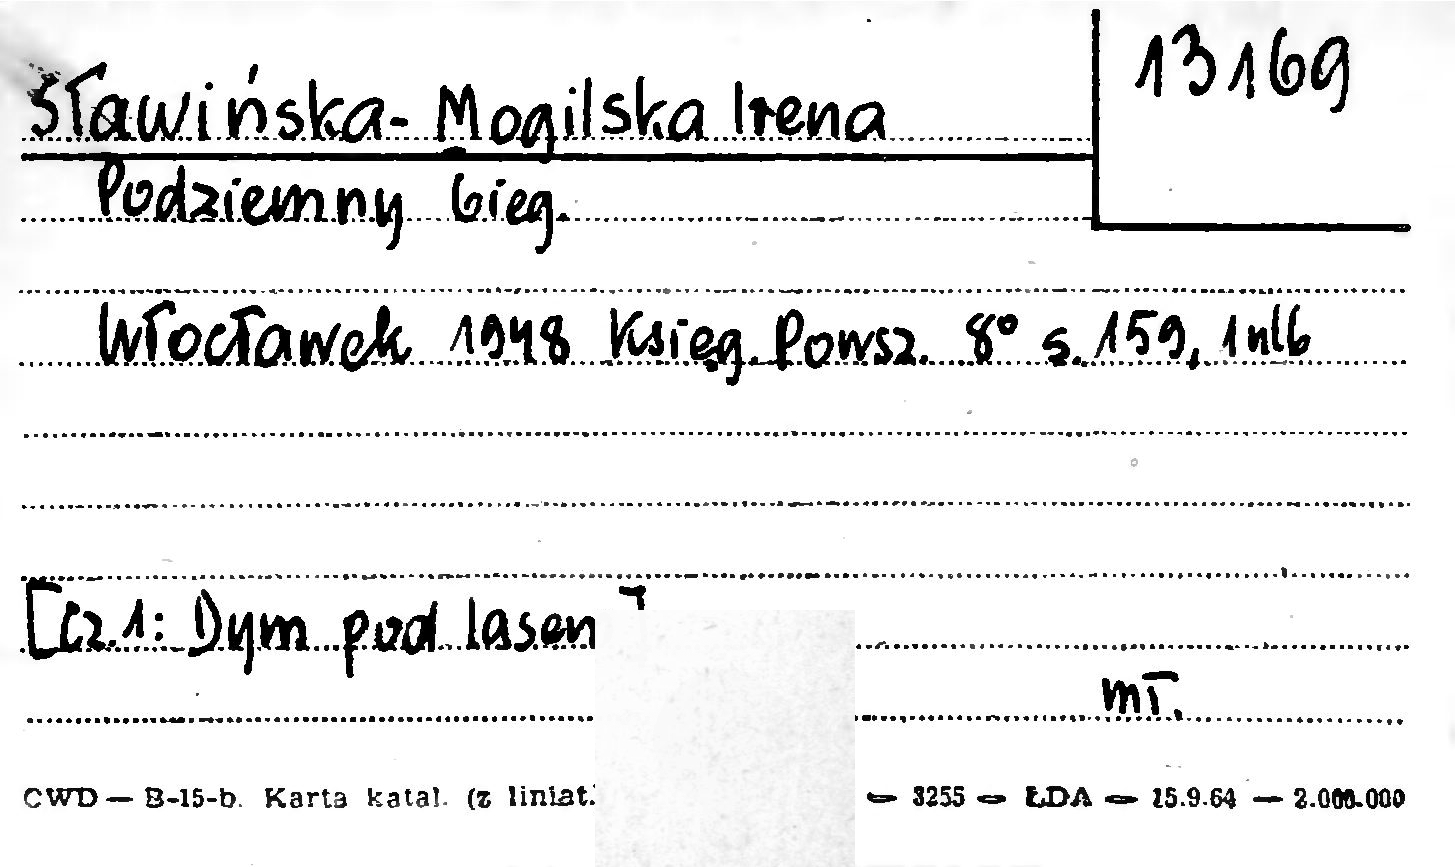 13169
Sławińska-Mogilska Irena
Podziemny bieg.
Włocławek 1948 Księg. Powsz. 8° s. 159, 1 nlb
[Cz.1: Dym pod lasem]
mł.
CWD — B-15-b. Karta katal. (z liniat. — 3255 — ŁDA — 15.9.64 — 2.000.000